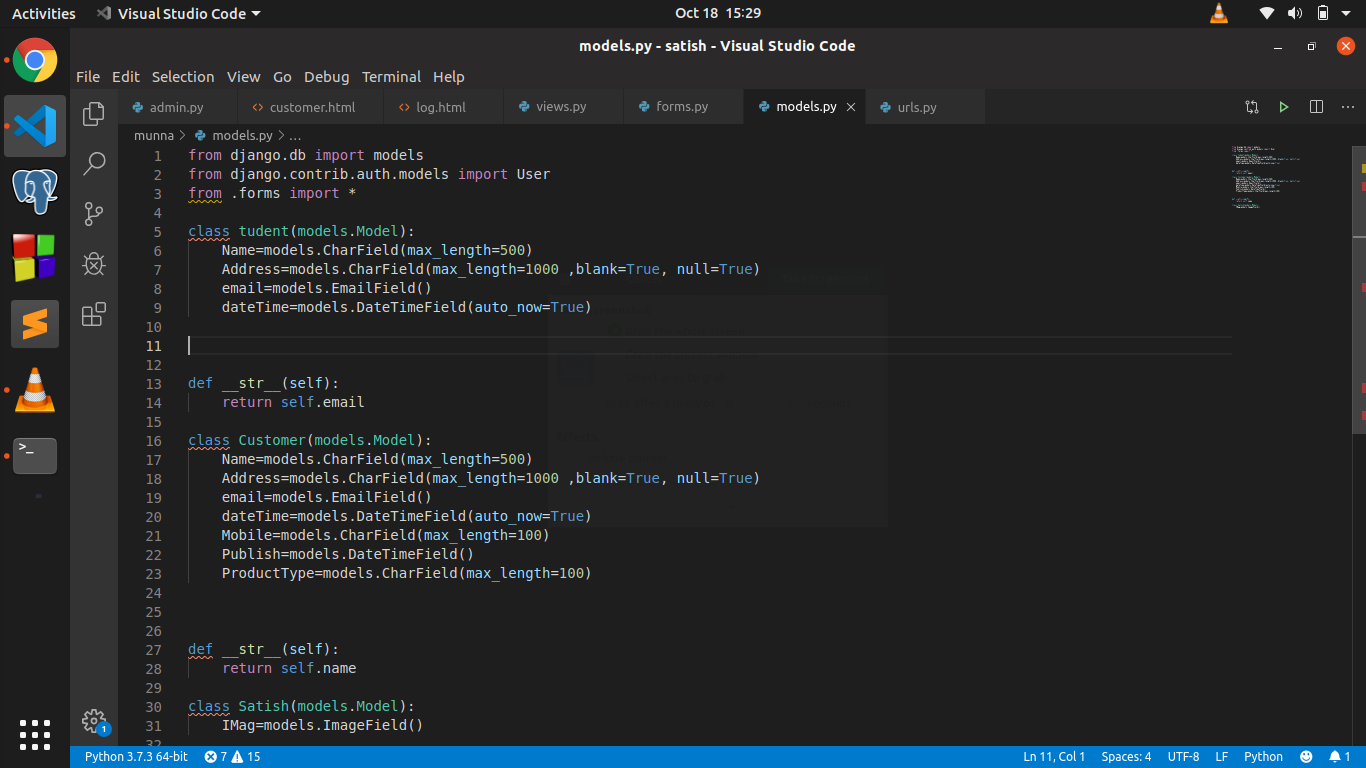 Activities Visual Studio Code Oct 18 15:29
models.py - satish - Visual Studio Code
File Edit Selection View Go Debug Terminal Help
admin.py <> customer.html <> log.html views.py forms.py models.py urls.py
munna > models.py > ...
1 from django.db import models
2 from django.contrib.auth.models import User
3 from .forms import *
4
5 class tudent(models.Model):
6 Name=models.CharField(max_length=500)
7 Address=models.CharField(max_length=1000 ,blank=True, null=True)
8 email=models.EmailField()
9 dateTime=models.DateTimeField(auto_now=True)
10
11
12
13 def __str__(self):
14 return self.email
15
16 class Customer(models.Model):
17 Name=models.CharField(max_length=500)
18 Address=models.CharField(max_length=1000 ,blank=True, null=True)
19 email=models.EmailField()
20 dateTime=models.DateTimeField(auto_now=True)
21 Mobile=models.CharField(max_length=100)
22 Publish=models.DateTimeField()
23 ProductType=models.CharField(max_length=100)
24
25
26
27 def __str__(self):
28 return self.name
29
30 class Satish(models.Model):
31 IMag=models.ImageField()
32
>_
1
Python 3.7.3 64-bit 7 15 Ln 11, Col 1 Spaces: 4 UTF-8 LF Python 1